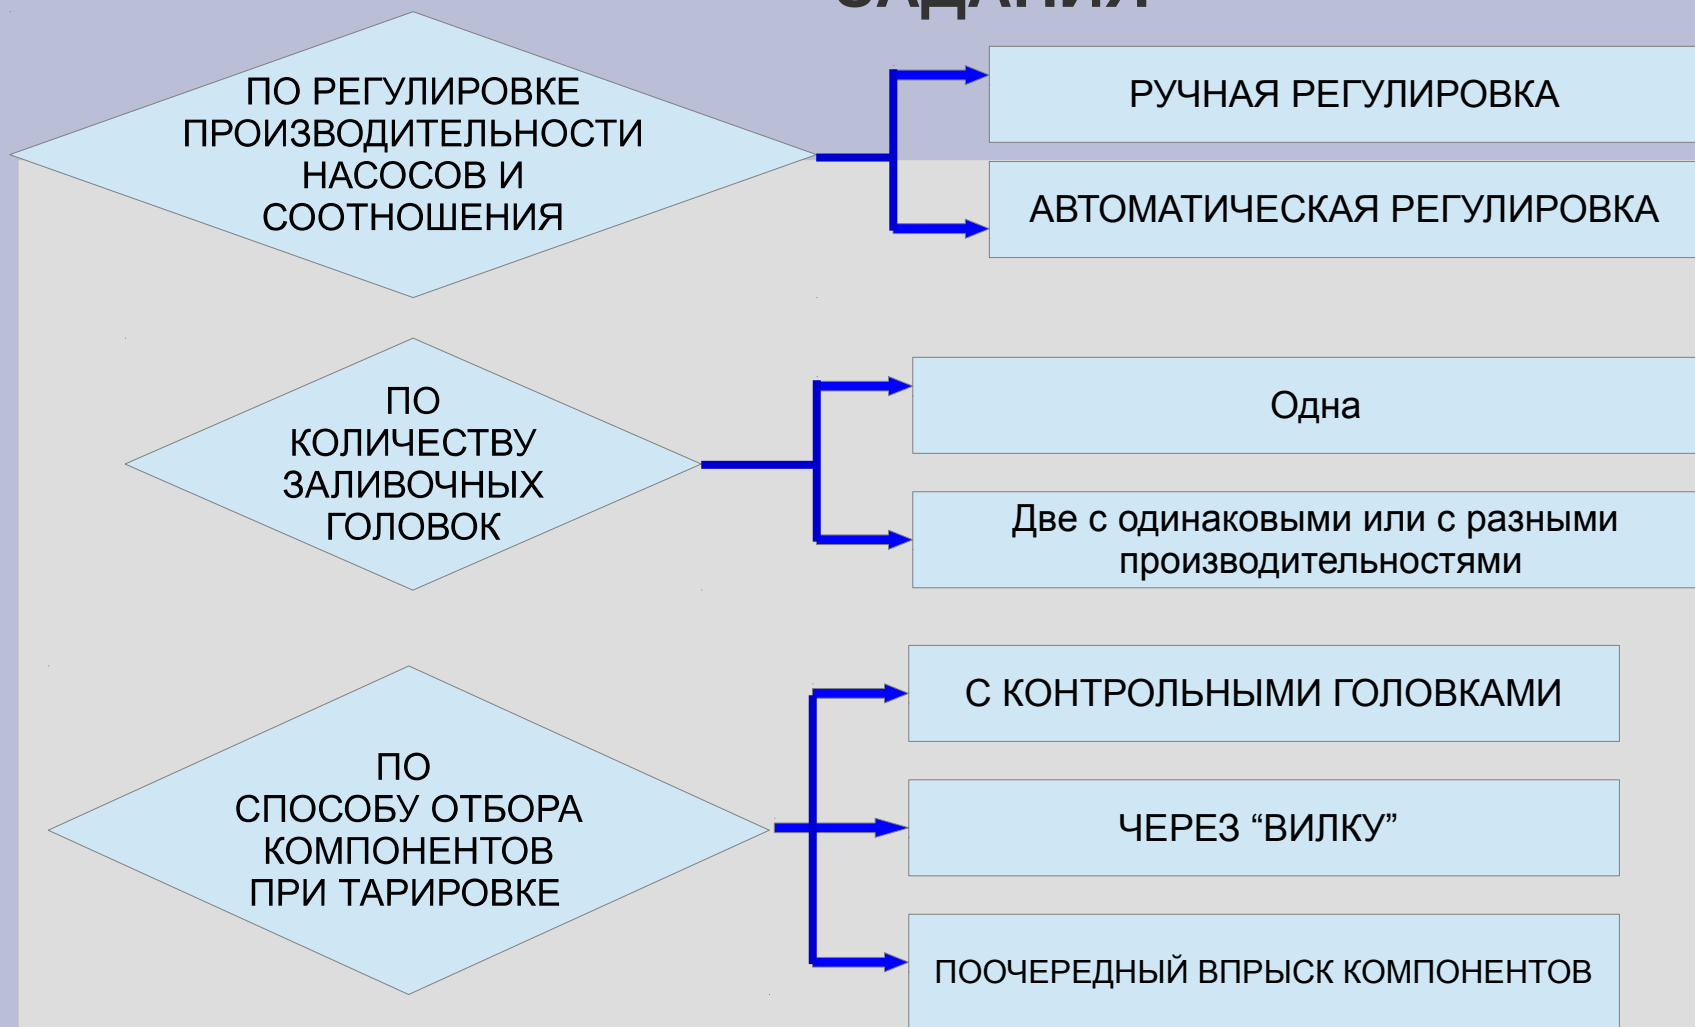 ЗАДАНИЯ
ПО РЕГУЛИРОВКЕ
ПРОИЗВОДИТЕЛЬНОСТИ
НАСОСОВ И
СООТНОШЕНИЯ
РУЧНАЯ РЕГУЛИРОВКА
АВТОМАТИЧЕСКАЯ РЕГУЛИРОВКА
ПО
КОЛИЧЕСТВУ
ЗАЛИВОЧНЫХ
ГОЛОВОК
Одна
Две с одинаковыми или с разными
производительностями
ПО
СПОСОБУ ОТБОРА
КОМПОНЕНТОВ
ПРИ ТАРИРОВКЕ
С КОНТРОЛЬНЫМИ ГОЛОВКАМИ
ЧЕРЕЗ “ВИЛКУ”
ПООЧЕРЕДНЫЙ ВПРЫСК КОМПОНЕНТОВ